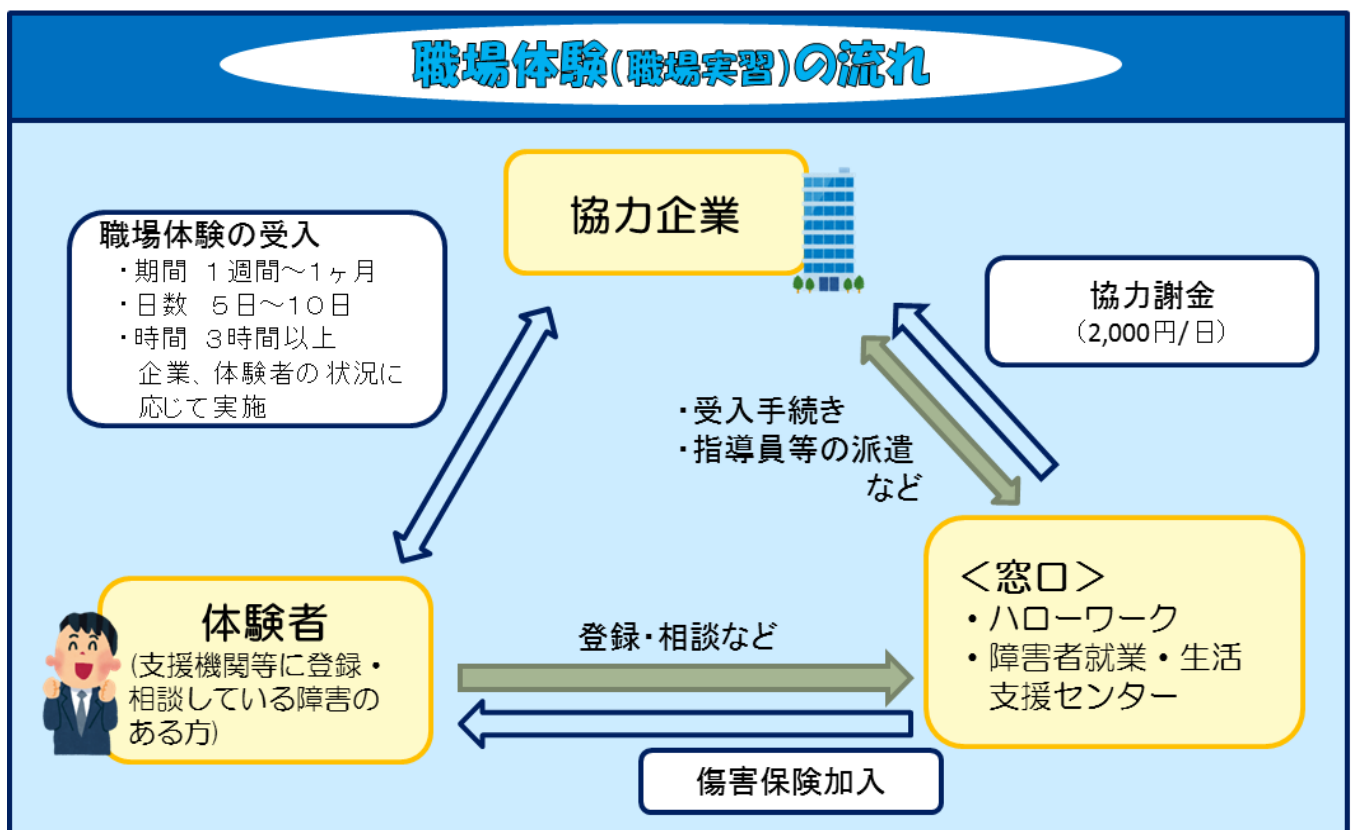 職場体験(職場実習)の流れ
協力企業
職場体験の受入
・期間 1週間～1ヶ月
・日数 5日～10日
・時間 3時間以上
企業、体験者の状況に
応じて実施
協力謝金
(2,000円/日)
・受入手続き
・指導員等の派遣
など
体験者
(支援機関等に登録・
相談している障害の
ある方)
登録・相談など
傷害保険加入
＜窓口＞
・ハローワーク
・障害者就業・生活
支援センター